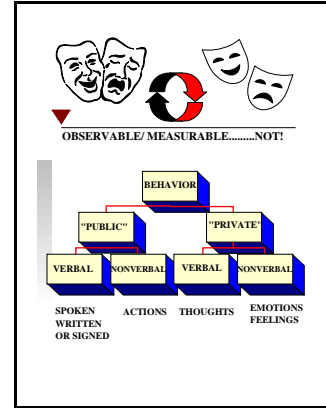 OBSERVABLE/ MEASURABLE.........NOT!
BEHAVIOR
"PUBLIC" "PRIVATE"
VERBAL NONVERBAL VERBAL NONVERBAL
SPOKEN
WRITTEN
OR SIGNED
ACTIONS
THOUGHTS
EMOTIONS
FEELINGS